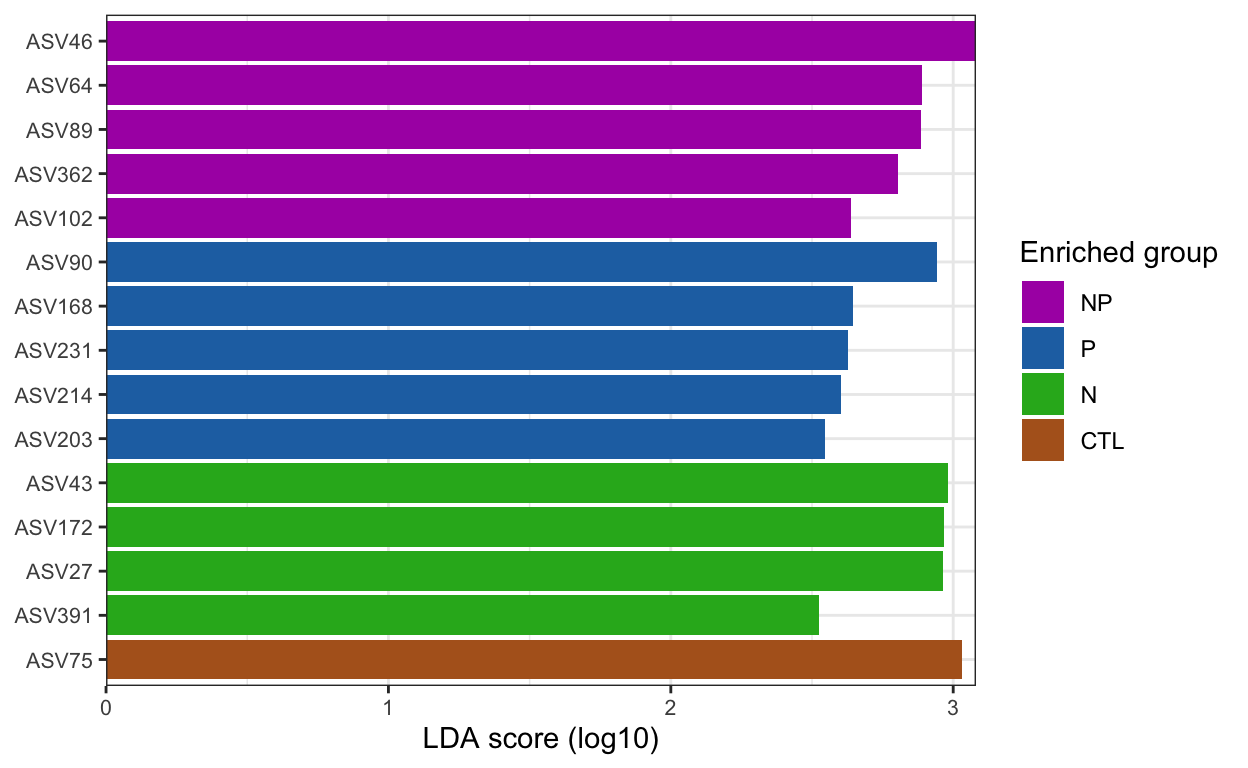 ASV46
ASV64
ASV89
ASV362
ASV102
ASV90
ASV168
ASV231
ASV214
ASV203
ASV43
ASV172
ASV27
ASV391
ASV75
0 1 2 3
LDA score (log10)
Enriched group
NP
P
N
CTL